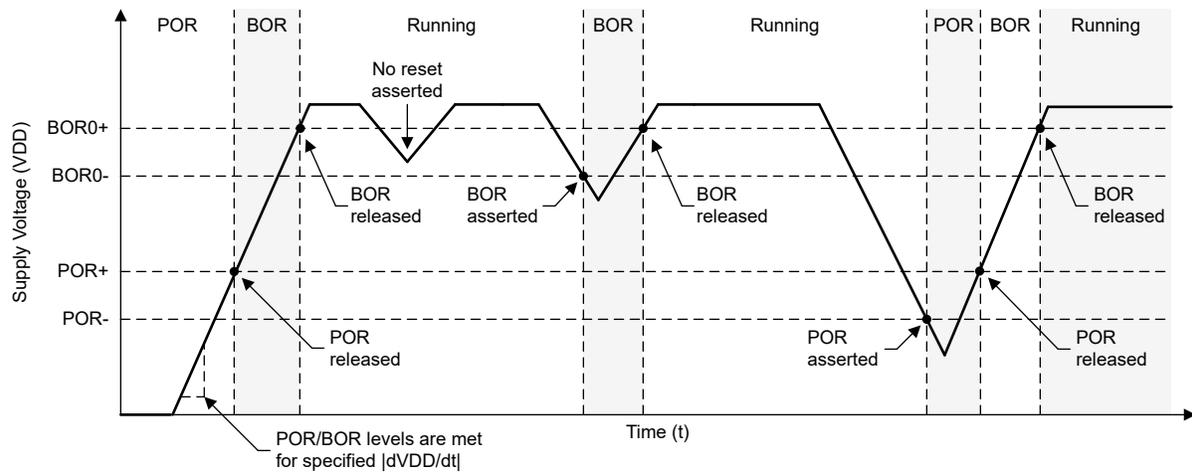 POR
BOR
Running
BOR
Running
POR
BOR
Running
No reset
asserted
Supply Voltage (VDD)
BOR0+
BOR0-
POR+
POR-
BOR
released
BOR
asserted
BOR
released
BOR
released
POR
released
POR
asserted
POR
released
POR/BOR levels are met
for specified |dVDD/dt|
Time (t)